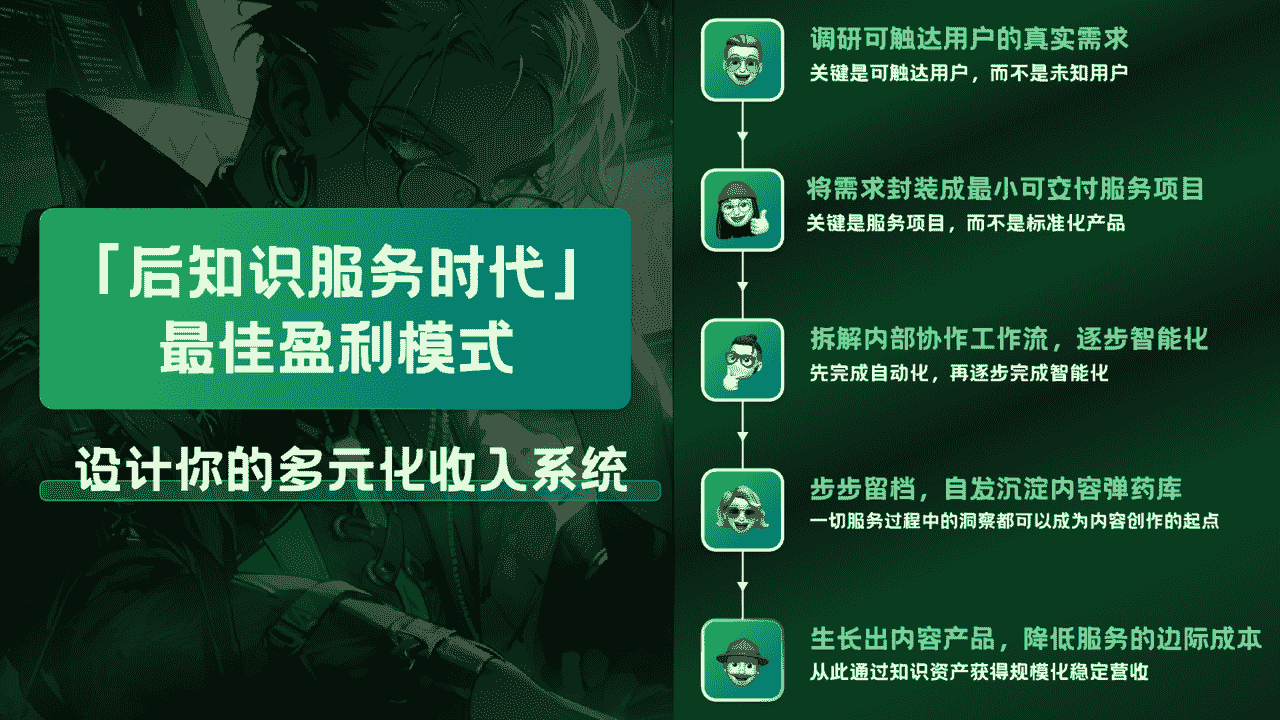 「后知识服务时代」
最佳盈利模式
设计你的多元化收入系统
调研可触达用户的真实需求
关键是可触达用户，而不是未知用户
将需求封装成最小可交付服务项目
关键是服务项目，而不是标准化产品
拆解内部协作工作流，逐步智能化
先完成自动化，再逐步完成智能化
步步留档，自发沉淀内容弹药库
一切服务过程中的洞察都可以成为内容创作的起点
生长出内容产品，降低服务的边际成本
从此通过知识资产获得规模化稳定营收